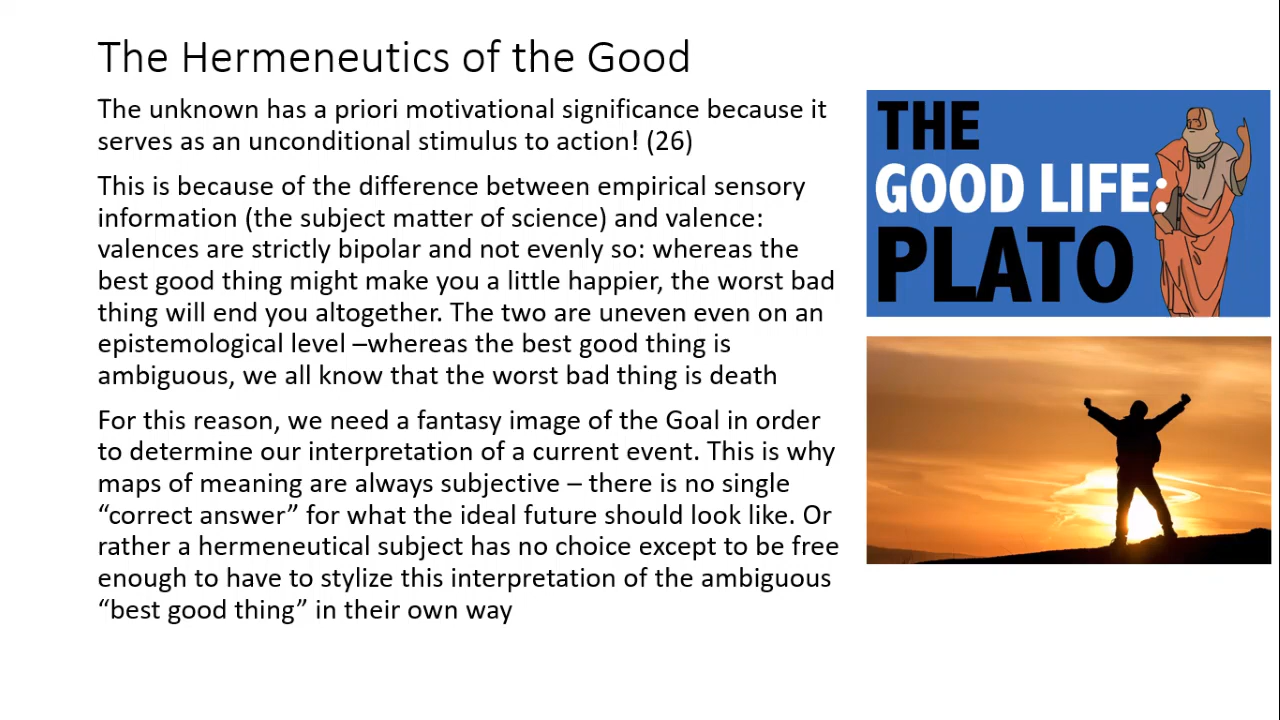 The Hermeneutics of the Good
The unknown has a priori motivational significance because it
serves as an unconditional stimulus to action! (26)
This is because of the difference between empirical sensory
information (the subject matter of science) and valence:
valences are strictly bipolar and not evenly so: whereas the
best good thing might make you a little happier, the worst bad
thing will end you altogether. The two are uneven even on an
epistemological level –whereas the best good thing is
ambiguous, we all know that the worst bad thing is death
For this reason, we need a fantasy image of the Goal in order
to determine our interpretation of a current event. This is why
maps of meaning are always subjective – there is no single
“correct answer” for what the ideal future should look like. Or
rather a hermeneutical subject has no choice except to be free
enough to have to stylize this interpretation of the ambiguous
“best good thing” in their own way
THE
GOOD LIFE:
PLATO